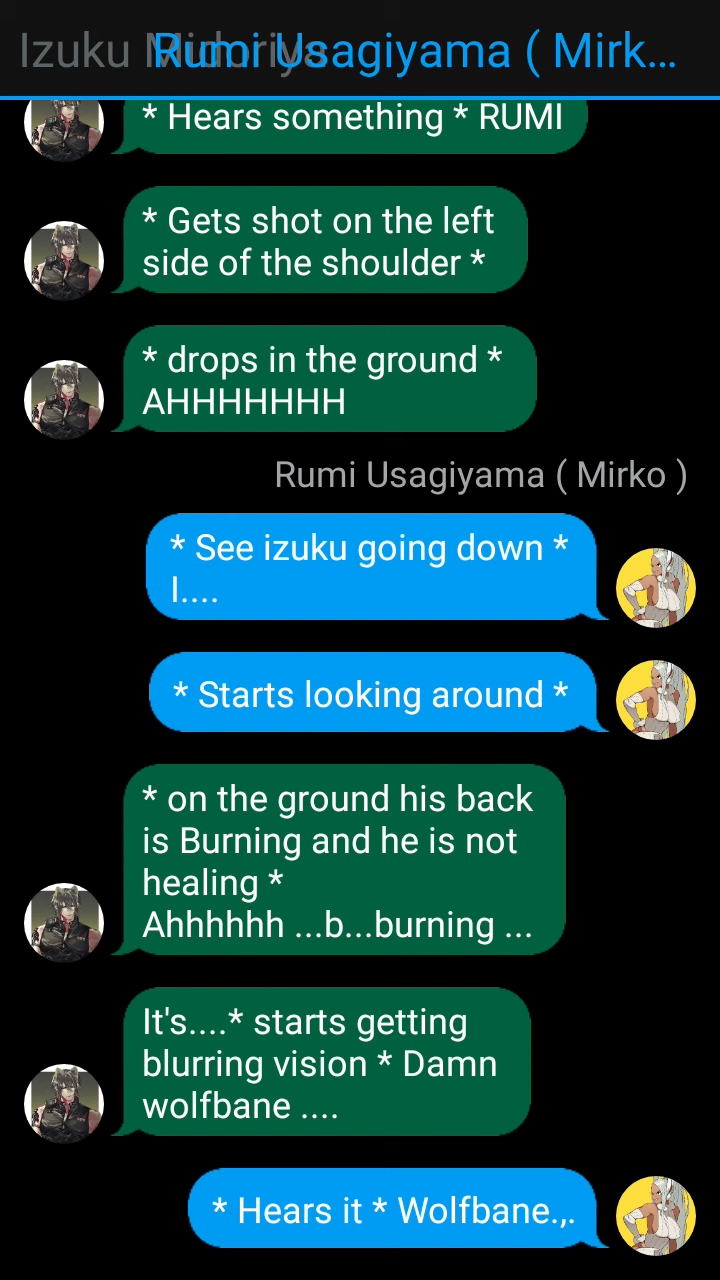 Izuku Midoriya
Rumi Usagiyama ( Mirk...
* Hears something * RUMI
* Gets shot on the left
side of the shoulder *
* drops in the ground *
AHHHHHHH
Rumi Usagiyama ( Mirko )
* See izuku going down *
I....
* Starts looking around *
* on the ground his back
is Burning and he is not
healing *
Ahhhhhh ...b...burning ...
It's....* starts getting
blurring vision * Damn
wolfbane ....
* Hears it * Wolfbane.,.